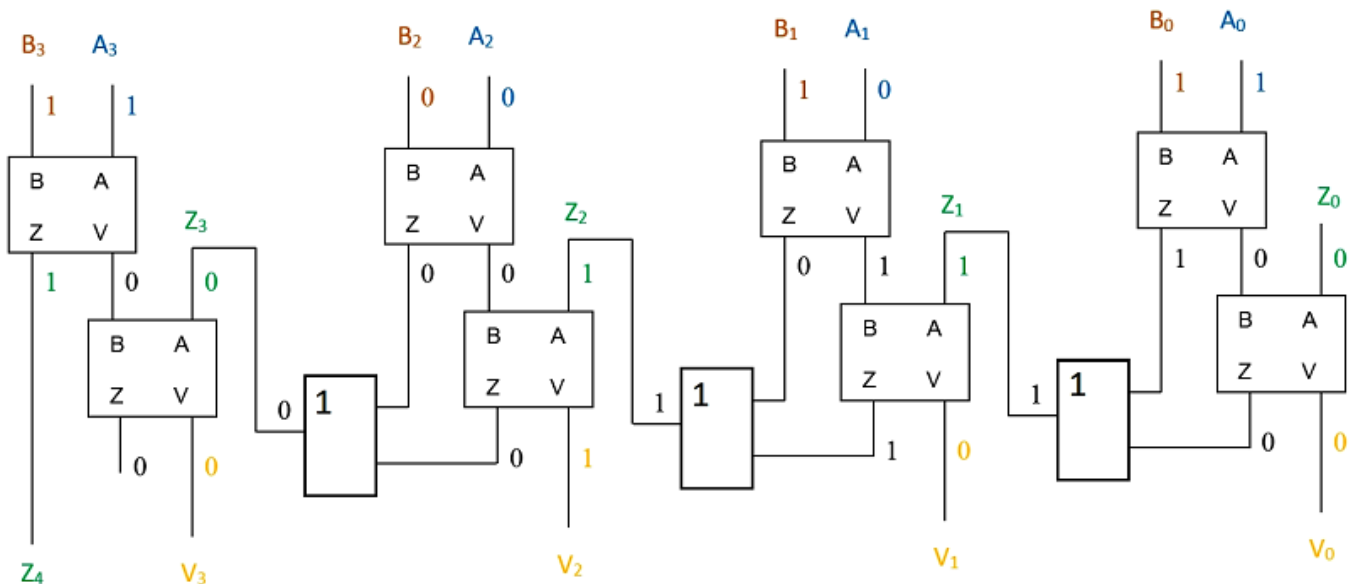 B₃ A₃ B₂ A₂ B₁ A₁ B₀ A₀
1 1 0 0 1 0 1 1
B A B A B A B A
Z V Z₃ Z V Z₂ Z V Z₁ Z V Z₀
1 0 0 0 0 1 0 1 1 1 0 0
B A B A B A B A
Z V Z V Z V Z V
0 1 1 1 1 1
0 0 0 1 1 0 0 0
Z₄ V₃ V₂ V₁ V₀